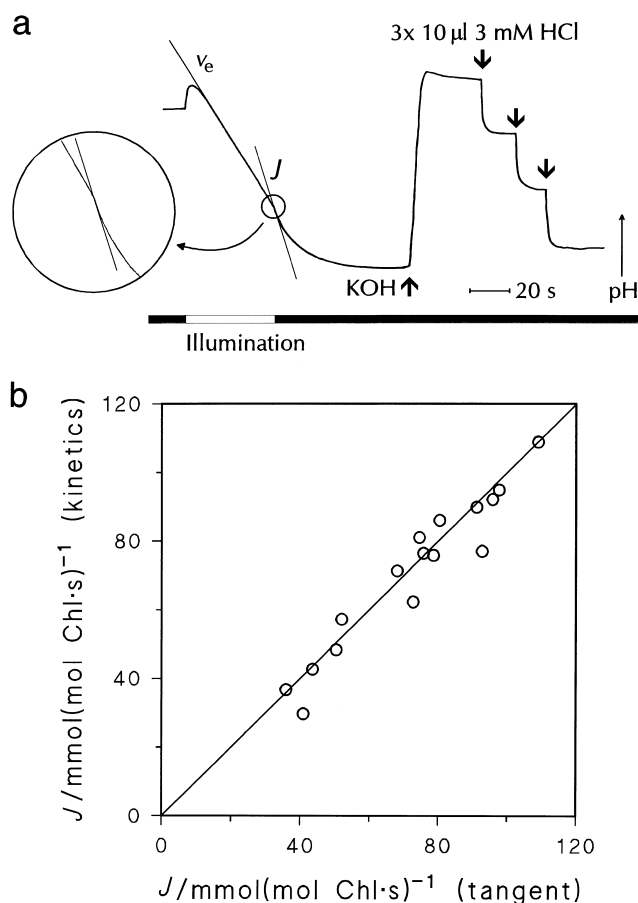 a
3x 10 µl 3 mM HCl
vₑ
J
KOH
20 s
pH
Illumination
b
J/mmol(mol Chl·s)⁻¹ (kinetics)
120
80
40
0
0 40 80 120
J/mmol(mol Chl·s)⁻¹ (tangent)